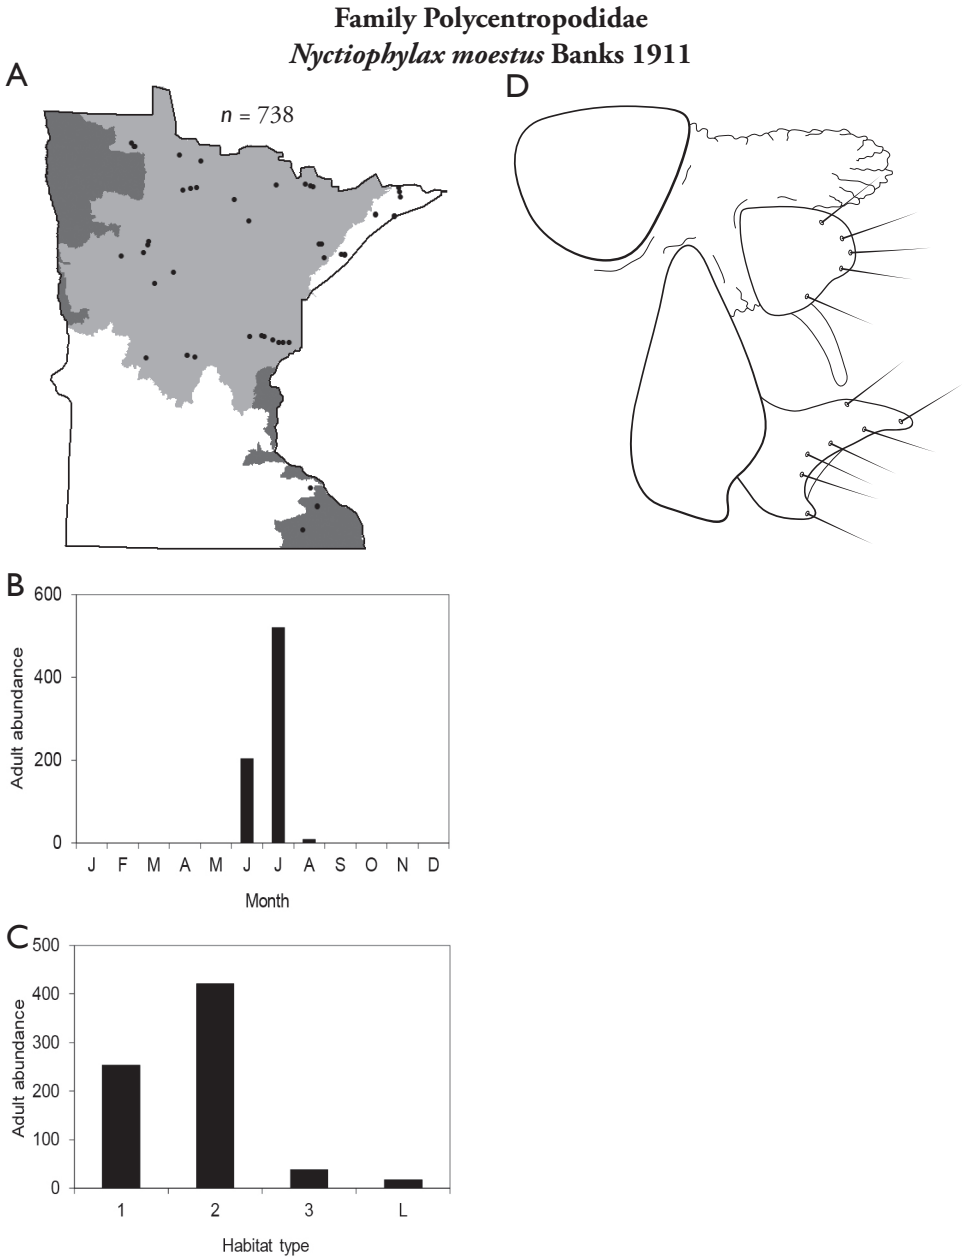 Family Polycentropodidae
Nyctiophylax moestus Banks 1911
A
n = 738
D
B
600
400
200
0
Adult abundance
J F M A M J J A S O N D
Month
C
500
400
300
200
100
0
Adult abundance
1 2 3 L
Habitat type